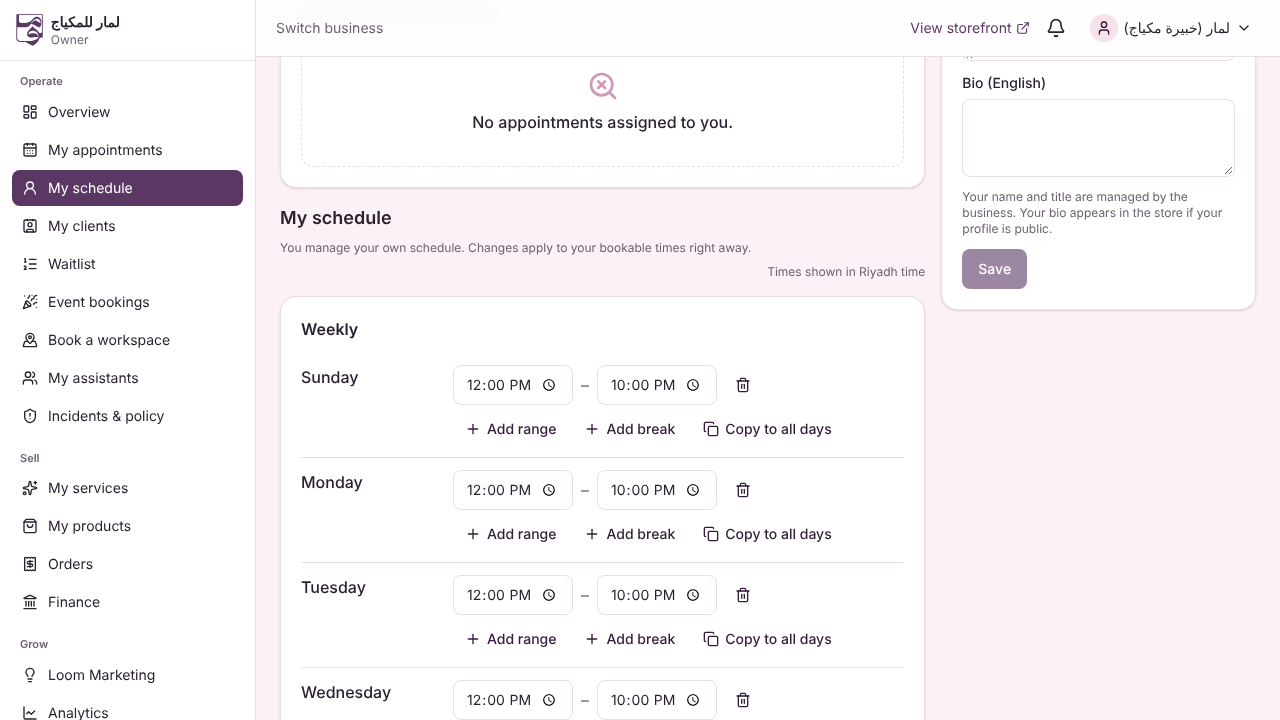 لمار للمكياج
Owner
Operate
Overview
My appointments
My schedule
My clients
Waitlist
Event bookings
Book a workspace
My assistants
Incidents & policy
Sell
My services
My products
Orders
Finance
Grow
Loom Marketing
Analytics
Switch business
View storefront
لمار (خبيرة مكياج)
No appointments assigned to you.
My schedule
You manage your own schedule. Changes apply to your bookable times right away.
Times shown in Riyadh time
Weekly
Sunday
12:00 PM – 10:00 PM
Add range Add break Copy to all days
Monday
12:00 PM – 10:00 PM
Add range Add break Copy to all days
Tuesday
12:00 PM – 10:00 PM
Add range Add break Copy to all days
Wednesday
12:00 PM – 10:00 PM
Bio (English)
Your name and title are managed by the
business. Your bio appears in the store if your
profile is public.
Save